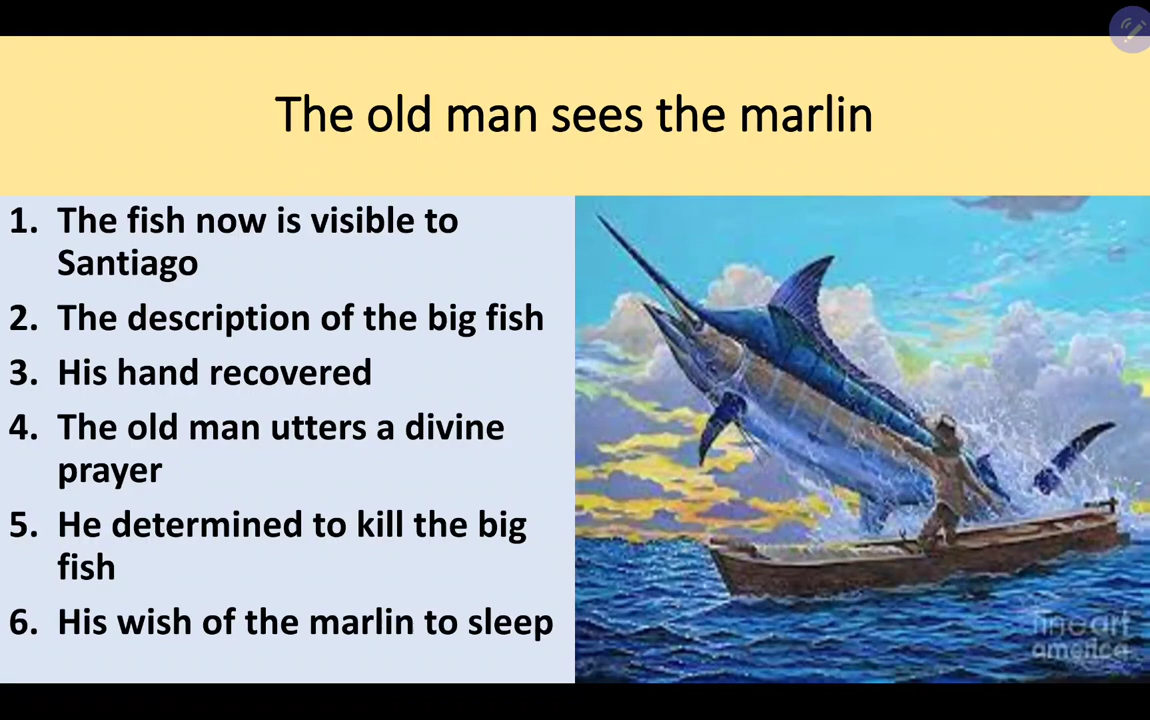 The old man sees the marlin
1. The fish now is visible to
Santiago
2. The description of the big fish
3. His hand recovered
4. The old man utters a divine
prayer
5. He determined to kill the big
fish
6. His wish of the marlin to sleep
fineart
america